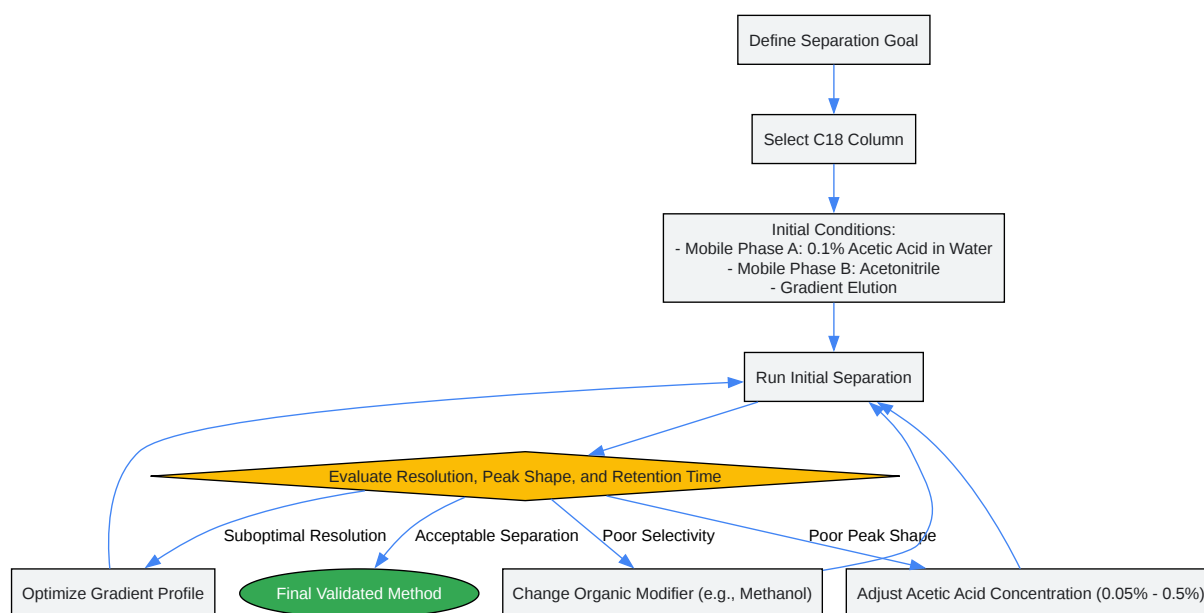 Define Separation Goal
Select C18 Column
Initial Conditions:
- Mobile Phase A: 0.1% Acetic Acid in Water
- Mobile Phase B: Acetonitrile
- Gradient Elution
Run Initial Separation
Evaluate Resolution, Peak Shape, and Retention Time
Suboptimal Resolution
Acceptable Separation
Poor Selectivity
Poor Peak Shape
Optimize Gradient Profile
Final Validated Method
Change Organic Modifier (e.g., Methanol)
Adjust Acetic Acid Concentration (0.05% - 0.5%)